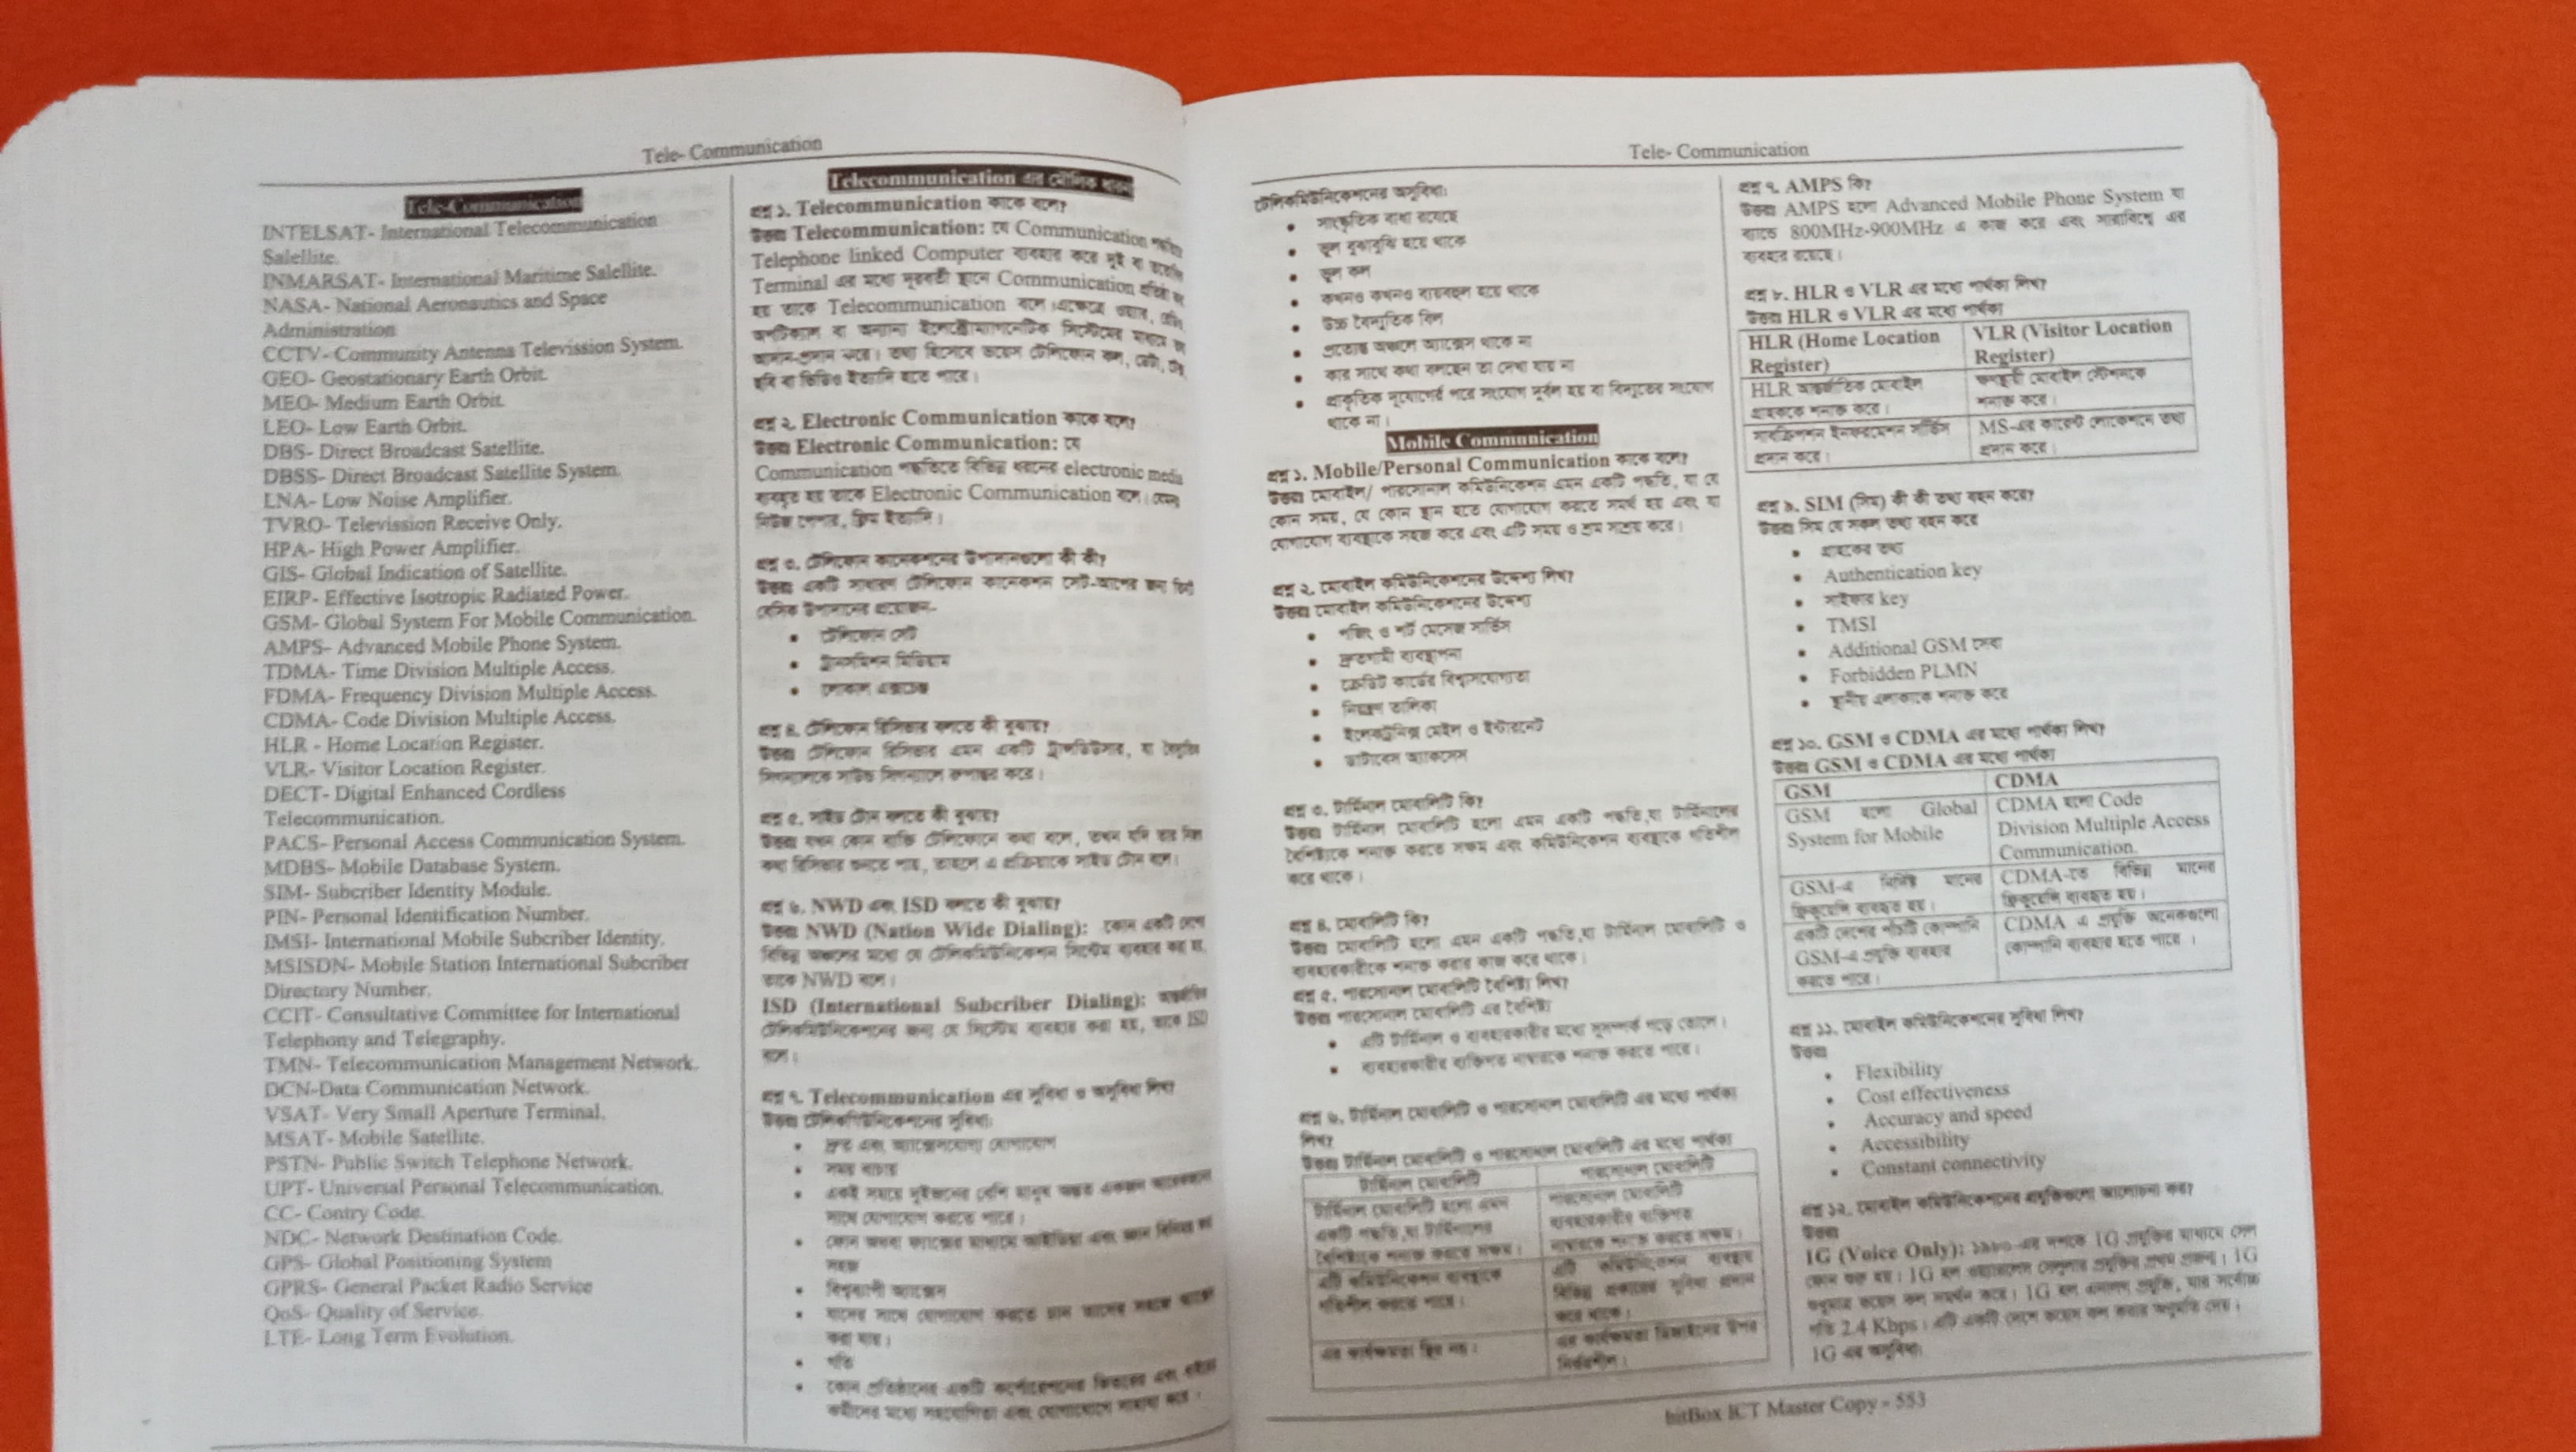 Tele- Communication
Tele-Communication
INTELSAT- International Telecommunication
Salellite.
INMARSAT- International Maritime Salellite.
NASA- National Aeronautics and Space
Administration
CCTV- Community Antenna Televission System.
GEO- Geostationary Earth Orbit.
MEO- Medium Earth Orbit.
LEO- Low Earth Orbit.
DBS- Direct Broadcast Satellite.
DBSS- Direct Broadcast Satellite System.
LNA- Low Noise Amplifier.
TVRO- Televission Receive Only.
HPA- High Power Amplifier.
GIS- Global Indication of Satellite.
EIRP- Effective Isotropic Radiated Power.
GSM- Global System For Mobile Communication.
AMPS- Advanced Mobile Phone System.
TDMA- Time Division Multiple Access.
FDMA- Frequency Division Multiple Access.
CDMA- Code Division Multiple Access.
HLR - Home Location Register.
VLR- Visitor Location Register.
DECT- Digital Enhanced Cordless
Telecommunication.
PACS- Personal Access Communication System.
MDBS- Mobile Database System.
SIM- Subcriber Identity Module.
PIN- Personal Identification Number.
IMSI- International Mobile Subcriber Identity.
MSISDN- Mobile Station International Subcriber
Directory Number.
CCIT- Consultative Committee for International
Telephony and Telegraphy.
TMN- Telecommunication Management Network.
DCN-Data Communication Network.
VSAT- Very Small Aperture Terminal.
MSAT- Mobile Satellite.
PSTN- Public Switch Telephone Network.
UPT- Universal Personal Telecommunication.
CC- Contry Code.
NDC- Network Destination Code.
GPS- Global Positioning System
GPRS- General Packet Radio Service
QoS- Quality of Service.
LTE- Long Term Evolution.
Telecommunication এর মৌলিক ধারনা
প্রশ্ন ১. Telecommunication কাকে বলে?
উত্তরঃ Telecommunication: যে Communication পদ্ধতিতে
Telephone linked Computer ব্যবহার করে দুই বা ততোধিক
Terminal এর মধ্যে দূরবর্তী স্থানে Communication প্রতিষ্ঠা করা
হয় তাকে Telecommunication বলে।এক্ষেত্রে ওয়্যার, রেডিও,
অপটিক্যাল বা অন্যান্য ইলেক্ট্রোম্যাগনেটিক সিস্টেমের মাধ্যমে তথ্য
আদান-প্রদান করে। তথ্য হিসেবে ভয়েস টেলিফোন কল, ডেটা,
ছবি বা ভিডিও ইত্যাদি হতে পারে।
প্রশ্ন ২. Electronic Communication কাকে বলে?
উত্তরঃ Electronic Communication: যে
Communication পদ্ধতিতে বিভিন্ন ধরনের electronic media
ব্যবহৃত হয় তাকে Electronic Communication বলে। যেমনঃ
নিউজ পেপার, ফ্লিম ইত্যাদি।
প্রশ্ন ৩. টেলিফোন কানেকশনের উপাদানগুলো কী কী?
উত্তরঃ একটি সাধারণ টেলিফোন কানেকশন সেট-আপের জন্য তিনটি
বেসিক উপাদানের প্রয়োজন-
• টেলিফোন সেট
• ট্রান্সমিশন মিডিয়াম
• লোকাল এক্সচেঞ্জ
প্রশ্ন ৪. টেলিফোন রিসিভার বলতে কী বুঝায়?
উত্তরঃ টেলিফোন রিসিভার এমন একটি ট্রান্সডিউসার, যা বৈদ্যুতিক
সিগন্যালকে সাউন্ড সিগন্যালে রুপান্তর করে।
প্রশ্ন ৫. সাইড টোন বলতে কী বুঝায়?
উত্তরঃ যখন কোন ব্যক্তি টেলিফোনে কথা বলে, তখন যদি তার নিজ
কথা রিসিভার শুনতে পায়, তাহলে এ প্রক্রিয়াকে সাইড টোন বলে।
প্রশ্ন ৬. NWD এবং ISD বলতে কী বুঝায়?
উত্তরঃ NWD (Nation Wide Dialing): কোন একটি দেশে
বিভিন্ন অঞ্চলের মধ্যে যে টেলিকমিউনিকেশন সিস্টেম ব্যবহার করা হয়,
তাকে NWD বলে।
ISD (International Subcriber Dialing): আন্তর্জাতিক
টেলিকমিউনিকেশনের জন্য যে সিস্টেম ব্যবহার করা হয়, তাকে ISD
বলে।
প্রশ্ন ৭. Telecommunication এর সুবিধা ও অসুবিধা লিখ?
উত্তরঃ টেলিকমিউনিকেশনের সুবিধা:
• দ্রুত এবং অ্যাক্সেসযোগ্য যোগাযোগ
• সময় বাচায়
• একই সময়ে দুইজনের বেশি মানুষ একজন আরেকজনের
সাথে যোগাযোগ করতে পারে।
• ফোন অথবা ফ্যাক্সের মাধ্যমে আইডিয়া এবং জ্ঞান বিনিময় করা
সহজ
• বিশ্বব্যাপী অ্যাক্সেস
• যাদের সাথে যোগাযোগ করতে চান তাদের সহজে অ্যাক্সেস
করা যায়।
• গতি
• কোন প্রতিষ্ঠানের একটি কর্পোরেশনের ভিতরের এবং বাইরের
কর্মীদের মধ্যে সহযোগিতা এবং যোগাযোগে সাহায্য করে।
Tele- Communication
টেলিকমিউনিকেশনের অসুবিধা:
• সাংস্কৃতিক বাধা রয়েছে
• ভুল বুঝাবুঝি হয়ে থাকে
• ভুল কল
• কখনও কখনও ব্যয়বহুল হয়ে থাকে
• উচ্চ বৈদ্যুতিক বিল
• প্রত্যেন্ত অঞ্চলে অ্যাক্সেস থাকে না
• কার সাথে কথা বলছেন তা দেখা যায় না
• প্রাকৃতিক দূযোগের পরে সংযোগ দূর্বল হয় বা বিদ্যুতের সংযোগ
থাকে না।
Mobile Communication
প্রশ্ন ১. Mobile/Personal Communication কাকে বলে?
উত্তরঃ মোবাইল/ পারসোনাল কমিউনিকেশন এমন একটি পদ্ধতি, যা যে
কোন সময়, যে কোন স্থান হতে যোগাযোগ করতে সমর্থ হয় এবং যা
যোগাযোগ ব্যবস্থাকে সহজ করে এবং এটি সময় ও শ্রম সাশ্রয় করে।
প্রশ্ন ২. মোবাইল কমিউনিকেশনের উদ্দেশ্য লিখ?
উত্তরঃ মোবাইল কমিউনিকেশনের উদ্দেশ্য
• পজিং ও শর্ট মেসেজ সার্ভিস
• দ্রুতগামী ব্যবস্থাপনা
• ক্রেডিট কার্ডের বিশ্বাসযোগ্যতা
• নিয়ন্ত্রণ তালিকা
• ইলেকট্রনিক্স মেইল ও ইন্টারনেট
• ডাটাবেস অ্যাকসেস
প্রশ্ন ৩. টার্মিনাল মোবালিটি কি?
উত্তরঃ টার্মিনাল মোবালিটি হলো এমন একটি পদ্ধতি,যা টার্মিনালের
বৈশিষ্ট্যকে শনাক্ত করতে সক্ষম এবং কমিউনিকেশন ব্যবস্থাকে গতিশীল
করে থাকে।
প্রশ্ন ৪. মোবালিটি কি?
উত্তরঃ মোবালিটি হলো এমন একটি পদ্ধতি,যা টার্মিনাল মোবালিটি ও
ব্যবহারকারীকে শনাক্ত করার কাজ করে থাকে।
প্রশ্ন ৫. পারসোনাল মোবালিটি বৈশিষ্ট্য লিখ?
উত্তরঃ পারসোনাল মোবালিটি এর বৈশিষ্ট্য
• এটি টার্মিনাল ও ব্যবহারকারীর মধ্যে সুসম্পর্ক গড়ে তোলে।
• ব্যবহারকারীর ব্যক্তিগত নাম্বারকে শনাক্ত করতে পারে।
প্রশ্ন ৬. টার্মিনাল মোবালিটি ও পারসোনাল মোবালিটি এর মধ্যে পার্থক্য
লিখ?
উত্তরঃ টার্মিনাল মোবালিটি ও পারসোনাল মোবালিটি এর মধ্যে পার্থক্য
টার্মিনাল মোবালিটি
পারসোনাল মোবালিটি
টার্মিনাল মোবালিটি হলো এমন
একটি পদ্ধতি,যা টার্মিনালের
বৈশিষ্ট্যকে শনাক্ত করতে সক্ষম।
পারসোনাল মোবালিটি
ব্যবহারকারীর ব্যক্তিগত
নাম্বারকে শনাক্ত করতে সক্ষম।
এটি কমিউনিকেশন ব্যবস্থাকে
গতিশীল করতে পারে।
এটি কমিউনিকেশন ব্যবস্থায়
বিভিন্ন প্রকারের সুবিধা প্রদান
করে থাকে।
এর কার্যক্ষমতা স্থির নয়।
এর কার্যক্ষমতা ডিজাইনের উপর
নির্ভরশীল।
প্রশ্ন ৭. AMPS কি?
উত্তরঃ AMPS হলো Advanced Mobile Phone System যা
ব্যান্ডে 800MHz-900MHz এ কাজ করে এবং সারাবিশ্বে এর
ব্যবহার রয়েছে।
প্রশ্ন ৮. HLR ও VLR এর মধ্যে পার্থক্য লিখ?
উত্তরঃ HLR ও VLR এর মধ্যে পার্থক্য
HLR (Home Location
Register)
VLR (Visitor Location
Register)
HLR আন্তর্জাতিক মোবাইল
গ্রাহককে শনাক্ত করে।
ক্ষণস্থায়ী মোবাইল স্টেশনকে
শনাক্ত করে।
সাবস্ক্রিপশন ইনফরমেশন সার্ভিস
প্রদান করে।
MS-এর কারেন্ট লোকেশনে তথ্য
প্রদান করে।
প্রশ্ন ৯. SIM (সিম) কী কী তথ্য বহন করে?
উত্তরঃ সিম যে সকল তথ্য বহন করে
• গ্রাহকের তথ্য
• Authentication key
• সাইফার key
• TMSI
• Additional GSM সেবা
• Forbidden PLMN
• স্থানীয় এলাকাকে শনাক্ত করে
প্রশ্ন ১০. GSM ও CDMA এর মধ্যে পার্থক্য লিখ?
উত্তরঃ GSM ও CDMA এর মধ্যে পার্থক্য
GSM
CDMA
GSM হলো Global
System for Mobile
CDMA হলো Code
Division Multiple Access
Communication.
GSM-এ নির্দিষ্ট মানের
ফ্রিকুয়েন্সি ব্যবহৃত হয়।
CDMA-তে বিভিন্ন মানের
ফ্রিকুয়েন্সি ব্যবহৃত হয়।
একটি দেশের পাঁচটি কোম্পানি
GSM-এ প্রযুক্তি ব্যবহার
করতে পারে।
CDMA এ প্রযুক্তি অনেকগুলো
কোম্পানি ব্যবহার হতে পারে ।
প্রশ্ন ১১. মোবাইল কমিউনিকেশনের সুবিধা লিখ?
উত্তরঃ
• Flexibility
• Cost effectiveness
• Accuracy and speed
• Accessibility
• Constant connectivity
প্রশ্ন ১২. মোবাইল কমিউনিকেশনের প্রযুক্তিগুলো আলোচনা কর?
উত্তরঃ
1G (Voice Only): ১৯৮০ এর দশকে 1G প্রযুক্তির মাধ্যমে সেল
ফোন শুরু হয়। 1G হল ওয়্যারলেস সেলুলার প্রযুক্তির প্রথম প্রজন্ম। 1G
শুধুমাত্র ভয়েস কল সমর্থন করে। 1G হল এনালগ প্রযুক্তি, যার সর্বোচ্চ
গতি 2.4 Kbps। এটি একটি দেশে ভয়েস কল করার অনুমতি দেয়।
1G এর অসুবিধা:
bitBox ICT Master Copy - 553